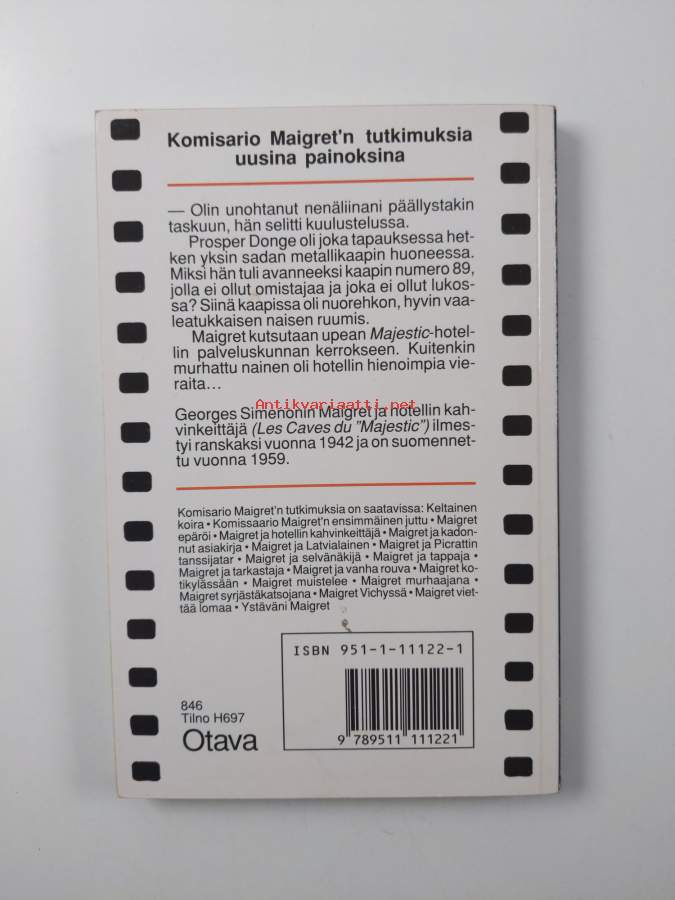 Komisario Maigret'n tutkimuksia
uusina painoksina
— Olin unohtanut nenäliinani päällystakin
taskuun, hän selitti kuulustelussa.
Prosper Donge oli joka tapauksessa het-
ken yksin sadan metallikaapin huoneessa.
Miksi hän tuli avanneeksi kaapin numero 89,
jolla ei ollut omistajaa ja joka ei ollut lukos-
sa? Siinä kaapissa oli nuorehkon, hyvin vaa-
leatukkaisen naisen ruumis.
Maigret kutsutaan upean Majestic-hotel-
lin palveluskunnan kerrokseen. Kuitenkin
murhattu nainen oli hotellin hienoimpia vie-
raita...
Antikvariaatti.net
Georges Simenonin Maigret ja hotellin kah-
vinkeittäjä (Les Caves du "Majestic") ilmes-
tyi ranskaksi vuonna 1942 ja on suomennet-
tu vuonna 1959.
Komisario Maigret'n tutkimuksia on saatavissa: Keltainen
koira • Komissaario Maigret'n ensimmäinen juttu • Maigret
epäröi • Maigret ja hotellin kahvinkeittäjä • Maigret ja kadon-
nut asiakirja • Maigret ja Latvialainen • Maigret ja Picrattin
tanssijatar • Maigret ja selvänäkijä • Maigret ja tappaja •
Maigret ja tarkastaja • Maigret ja vanha rouva • Maigret ko-
tikylässään • Maigret muistelee • Maigret murhaajana •
Maigret syrjästäkatsojana • Maigret Vichyssä • Maigret viet-
tää lomaa • Ystäväni Maigret
ISBN 951-1-11122-1
846
Tilno H697
Otava
9 789511 111221